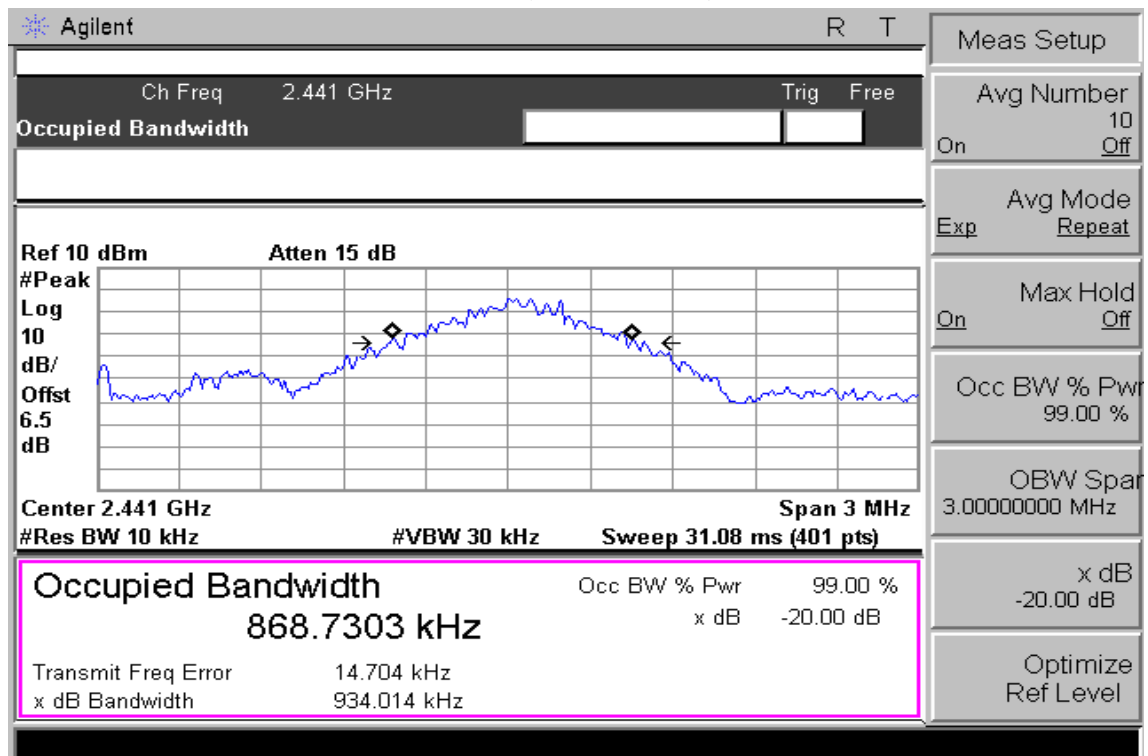 Agilent R T
Ch Freq 2.441 GHz Trig Free
Occupied Bandwidth
Ref 10 dBm Atten 15 dB
#Peak
Log
10
dB/
Offst
6.5
dB
Center 2.441 GHz Span 3 MHz
#Res BW 10 kHz #VBW 30 kHz Sweep 31.08 ms (401 pts)
Occupied Bandwidth
868.7303 kHz
Occ BW % Pwr 99.00 %
x dB -20.00 dB
Transmit Freq Error 14.704 kHz
x dB Bandwidth 934.014 kHz
Meas Setup
Avg Number
10
On Off
Avg Mode
Exp Repeat
Max Hold
On Off
Occ BW % Pwr
99.00 %
OBW Span
3.00000000 MHz
x dB
-20.00 dB
Optimize
Ref Level